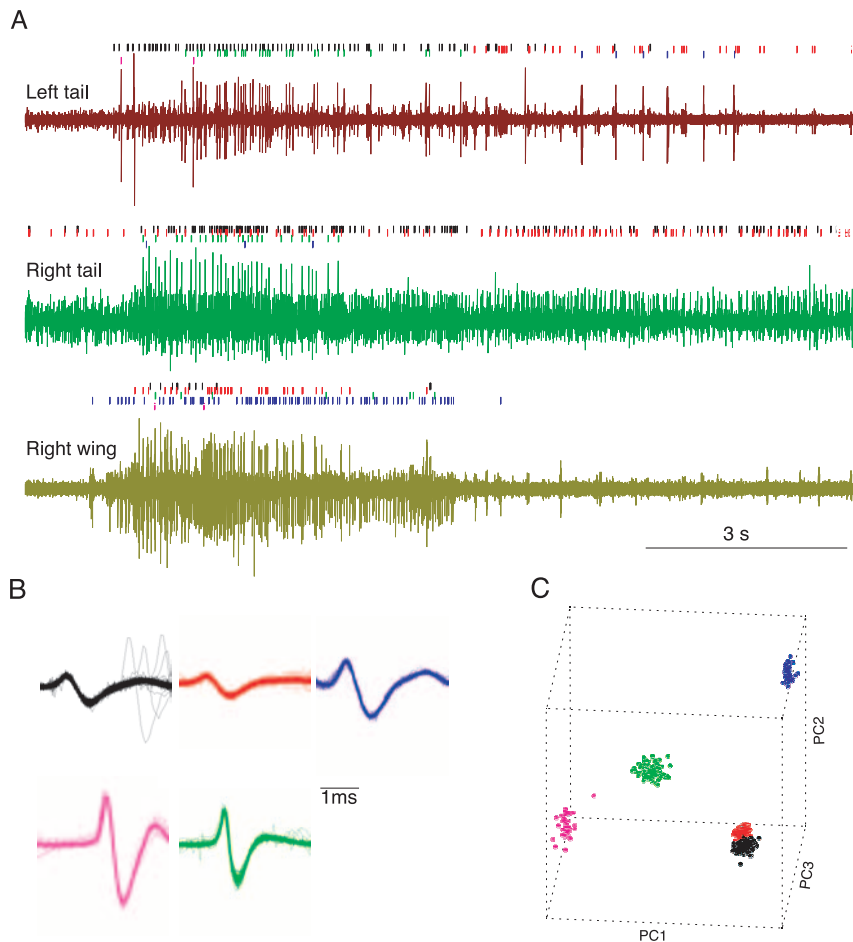 A
Left tail
Right tail
Right wing
3 s
B
C
1ms
PC2
PC3
PC1